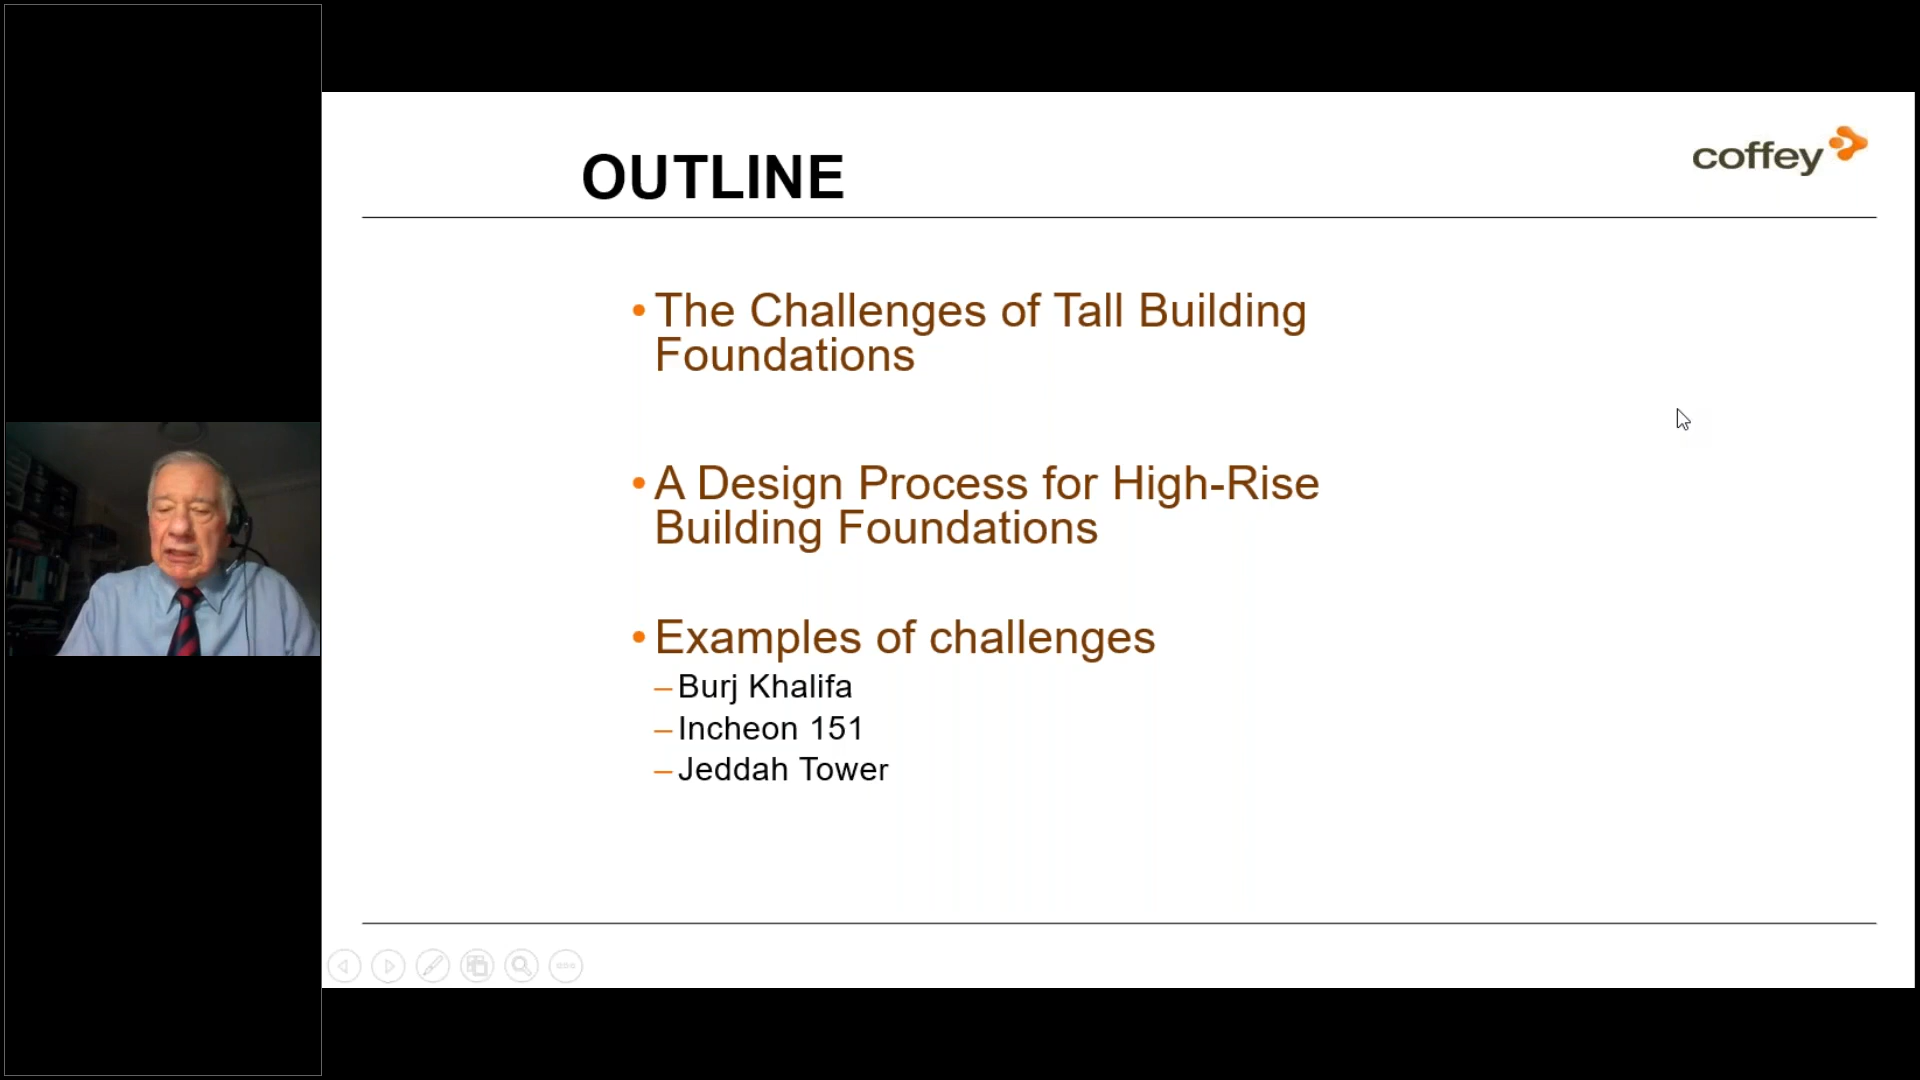 OUTLINE
coffey
• The Challenges of Tall Building
Foundations
• A Design Process for High-Rise
Building Foundations
• Examples of challenges
– Burj Khalifa
– Incheon 151
– Jeddah Tower